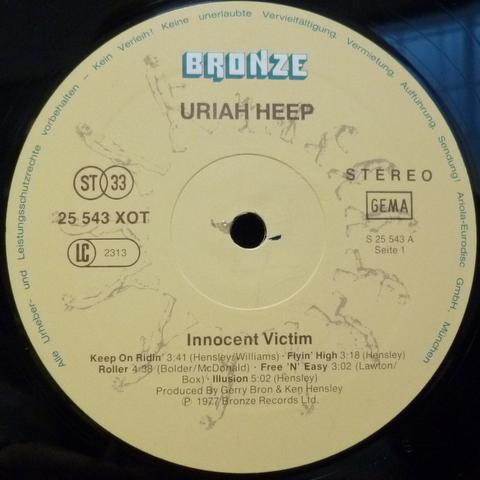 Alle Urheber- und Leistungsschutzrechte vorbehalten - Kein Verleih! Keine unerlaubte Vervielfältigung, Vermietung, Aufführung, Sendung! Ariola-Eurodisc GmbH, München
BRONZE
URIAH HEEP
ST 33
STEREO
25 543 XOT
GEMA
LC 2313
S 25 543 A
Seite 1
Innocent Victim
Keep On Ridin' 3:41 (Hensley/Williams) · Flyin' High 3:18 (Hensley)
Roller 4:38 (Bolder/McDonald) · Free 'N' Easy 3:02 (Lawton/
Box) · Illusion 5:02 (Hensley)
Produced By Gerry Bron & Ken Hensley
Ⓟ 1977 Bronze Records Ltd.